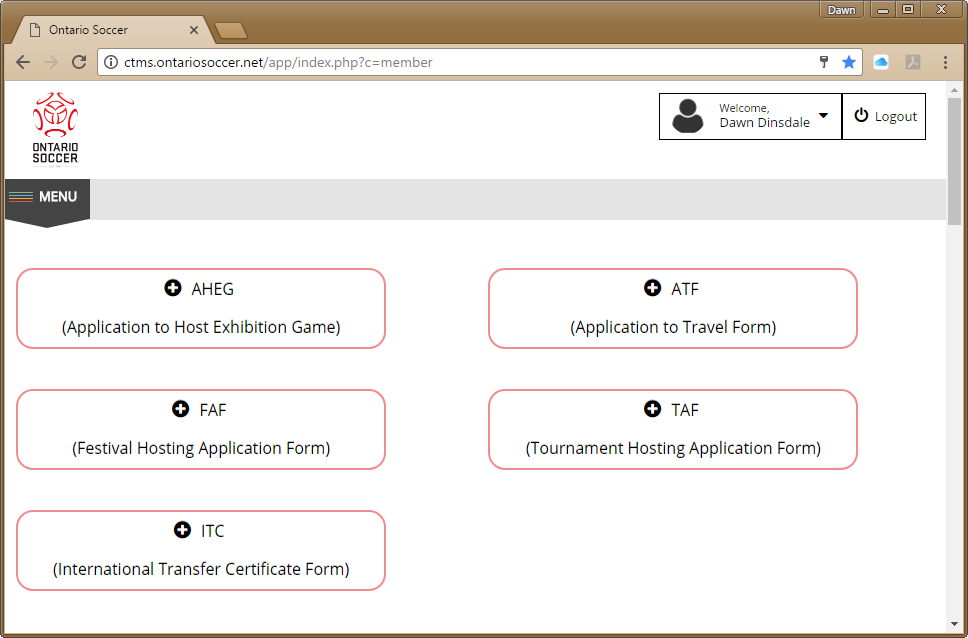 Dawn
Ontario Soccer
ctms.ontariosoccer.net/app/index.php?c=member
ONTARIO
SOCCER
Welcome,
Dawn Dinsdale
Logout
MENU
AHEG
(Application to Host Exhibition Game)
ATF
(Application to Travel Form)
FAF
(Festival Hosting Application Form)
TAF
(Tournament Hosting Application Form)
ITC
(International Transfer Certificate Form)